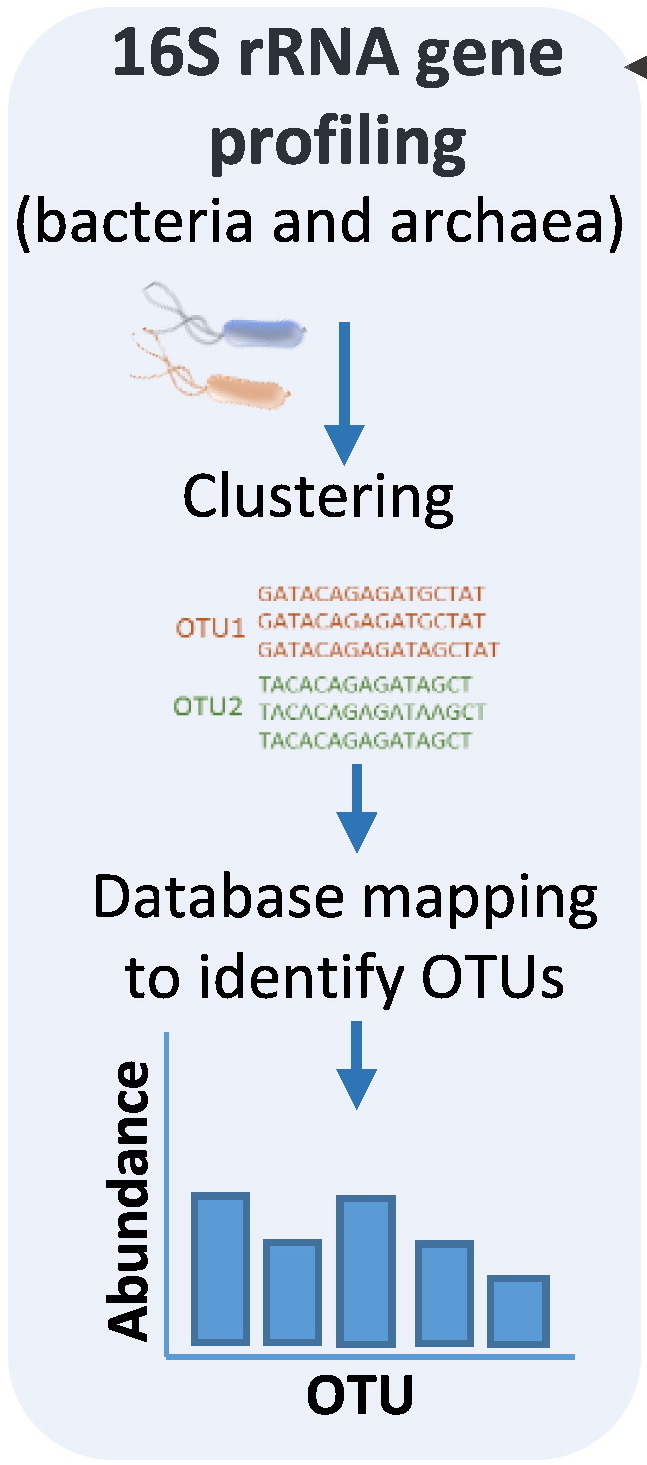 16S rRNA gene
profiling
(bacteria and archaea)
Clustering
OTU1
GATACAGAGATGCTAT
GATACAGAGATGCTAT
GATACAGAGATAGCTAT
OTU2
TACACAGAGATAGCT
TACACAGAGATAAGCT
TACACAGAGATAGCT
Database mapping
to identify OTUs
Abundance
OTU